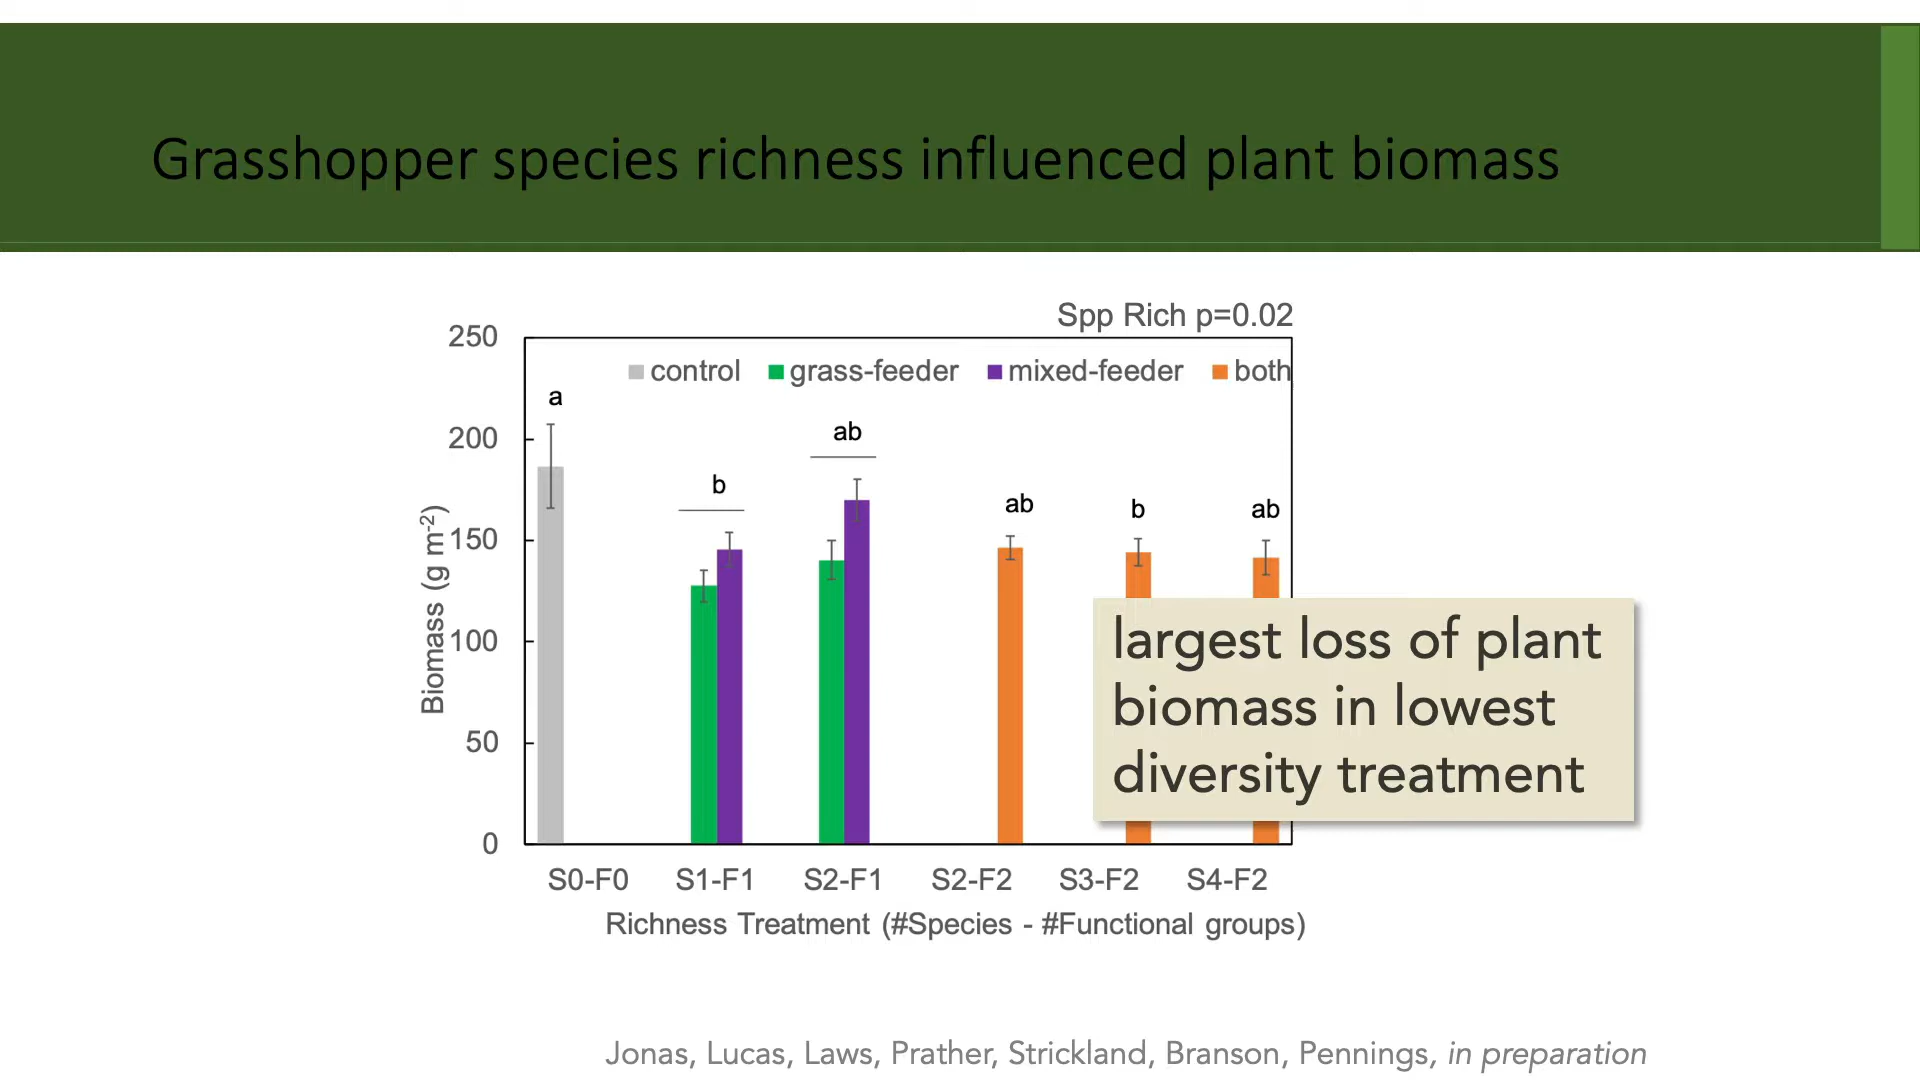 Grasshopper species richness influenced plant biomass
Spp Rich p=0.02
control grass-feeder mixed-feeder both
250
200
150
100
50
0
Biomass (g m-2)
a
b
ab
ab
b
ab
largest loss of plant
biomass in lowest
diversity treatment
S0-F0 S1-F1 S2-F1 S2-F2 S3-F2 S4-F2
Richness Treatment (#Species - #Functional groups)
Jonas, Lucas, Laws, Prather, Strickland, Branson, Pennings, in preparation